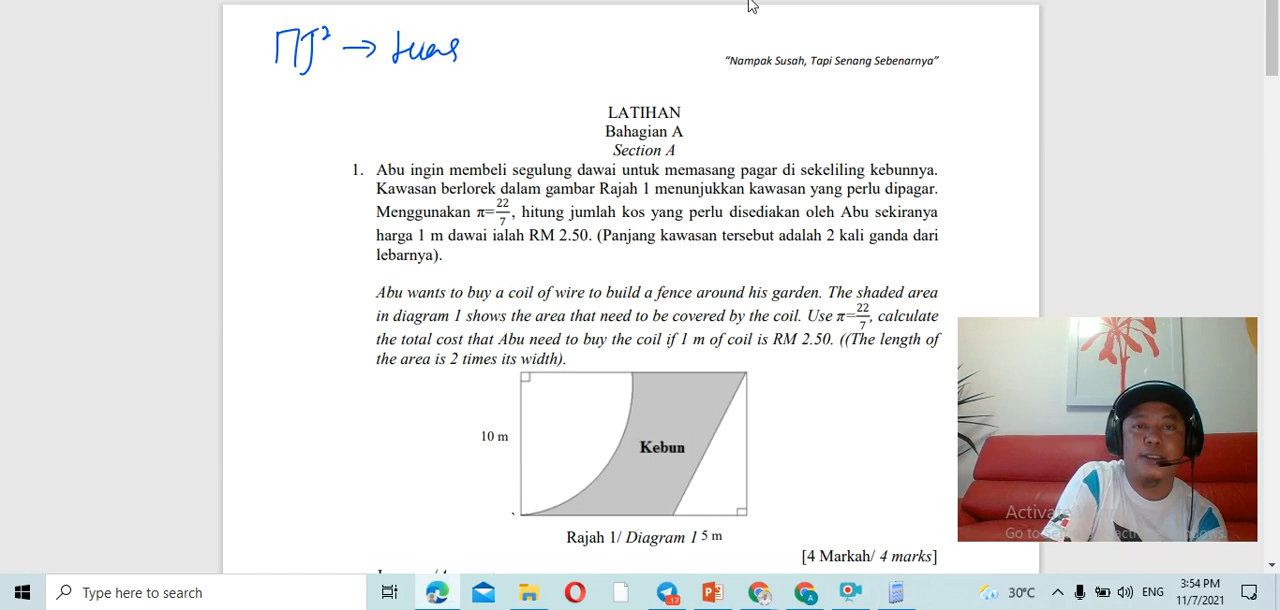 πj² → luas
“Nampak Susah, Tapi Senang Sebenarnya”
LATIHAN
Bahagian A
Section A
1. Abu ingin membeli segulung dawai untuk memasang pagar di sekeliling kebunnya.
Kawasan berlorek dalam gambar Rajah 1 menunjukkan kawasan yang perlu dipagar.
Menggunakan π=22/7, hitung jumlah kos yang perlu disediakan oleh Abu sekiranya
harga 1 m dawai ialah RM 2.50. (Panjang kawasan tersebut adalah 2 kali ganda dari
lebarnya).
Abu wants to buy a coil of wire to build a fence around his garden. The shaded area
in diagram 1 shows the area that need to be covered by the coil. Use π=22/7, calculate
the total cost that Abu need to buy the coil if 1 m of coil is RM 2.50. ((The length of
the area is 2 times its width).
10 m
Kebun
Rajah 1/ Diagram 1 5 m
[4 Markah/ 4 marks]
Type here to search
17
30°C
ENG
3:54 PM
11/7/2021